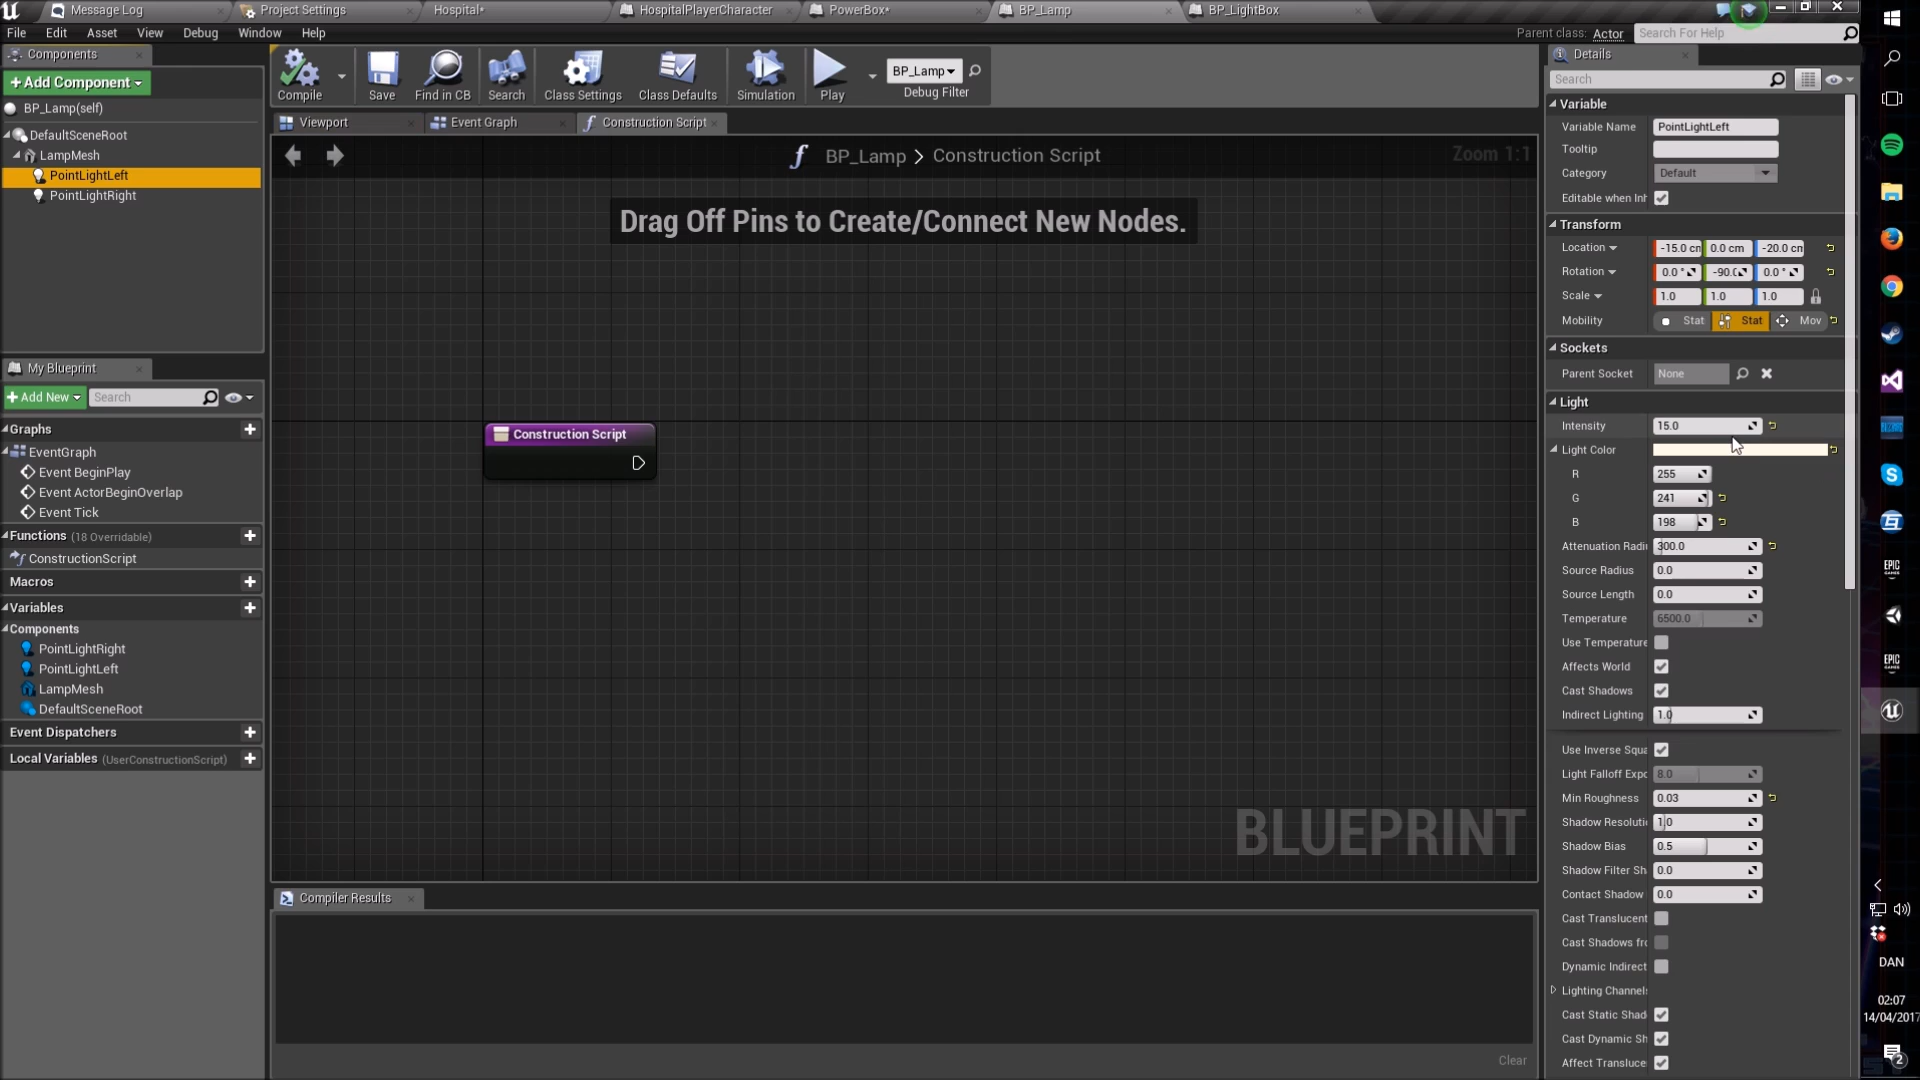 Message Log
Project Settings
Hospital*
HospitalPlayerCharacter
PowerBox*
BP_Lamp
BP_LightBox
File Edit Asset View Debug Window Help
Parent class: Actor
Search For Help
Components
+Add Component
BP_Lamp(self)
DefaultSceneRoot
LampMesh
PointLightLeft
PointLightRight
Compile
Save
Find in CB
Search
Class Settings
Class Defaults
Simulation
Play
BP_Lamp
Debug Filter
Viewport
Event Graph
Construction Script
BP_Lamp > Construction Script
Zoom 1:1
Drag Off Pins to Create/Connect New Nodes.
Construction Script
BLUEPRINT
My Blueprint
+Add New
Search
Graphs
EventGraph
Event BeginPlay
Event ActorBeginOverlap
Event Tick
Functions (18 Overridable)
ConstructionScript
Macros
Variables
Components
PointLightRight
PointLightLeft
LampMesh
DefaultSceneRoot
Event Dispatchers
Local Variables (UserConstructionScript)
Compiler Results
Clear
Details
Search
Variable
Variable Name PointLightLeft
Tooltip
Category Default
Editable when Inh
Transform
Location -15.0 cm 0.0 cm -20.0 cm
Rotation 0.0 ° -90.0 0.0 °
Scale 1.0 1.0 1.0
Mobility Stat Stat Mov
Sockets
Parent Socket None
Light
Intensity 15.0
Light Color
R 255
G 241
B 198
Attenuation Radiu 300.0
Source Radius 0.0
Source Length 0.0
Temperature 6500.0
Use Temperature
Affects World
Cast Shadows
Indirect Lighting 1.0
Use Inverse Squa
Light Falloff Expo 8.0
Min Roughness 0.03
Shadow Resolutio 1.0
Shadow Bias 0.5
Shadow Filter Sh 0.0
Contact Shadow 0.0
Cast Translucent
Cast Shadows fro
Dynamic Indirect
Lighting Channels
Cast Static Shad
Cast Dynamic Sh
Affect Transluce
EPIC
GAMES
EPIC
GAMES
DAN
02:07
14/04/2017
2